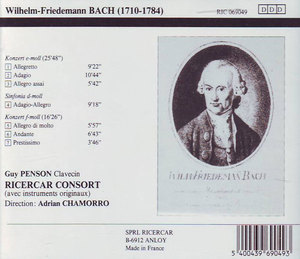 Wilhelm-Friedemann BACH (1710-1784)
RIC 069049
DDD
Konzert e-moll (25'48")
1 Allegretto 9'22"
2 Adagio 10'44"
3 Allegro assai 5'42"
Sinfonia d-moll
4 Adagio-Allegro 9'18"
Konzert f-moll (16'26")
5 Allegro di molto 5'57"
6 Andante 6'43"
7 Prestissimo 3'46"
Guy PENSON Clavecin
RICERCAR CONSORT
(avec instruments originaux)
Direction: Adrian CHAMORRO
WILH. FRIEDEMAN BACH
SPRL RICERCAR
B-6912 ANLOY
Made in France
5 400439 690493